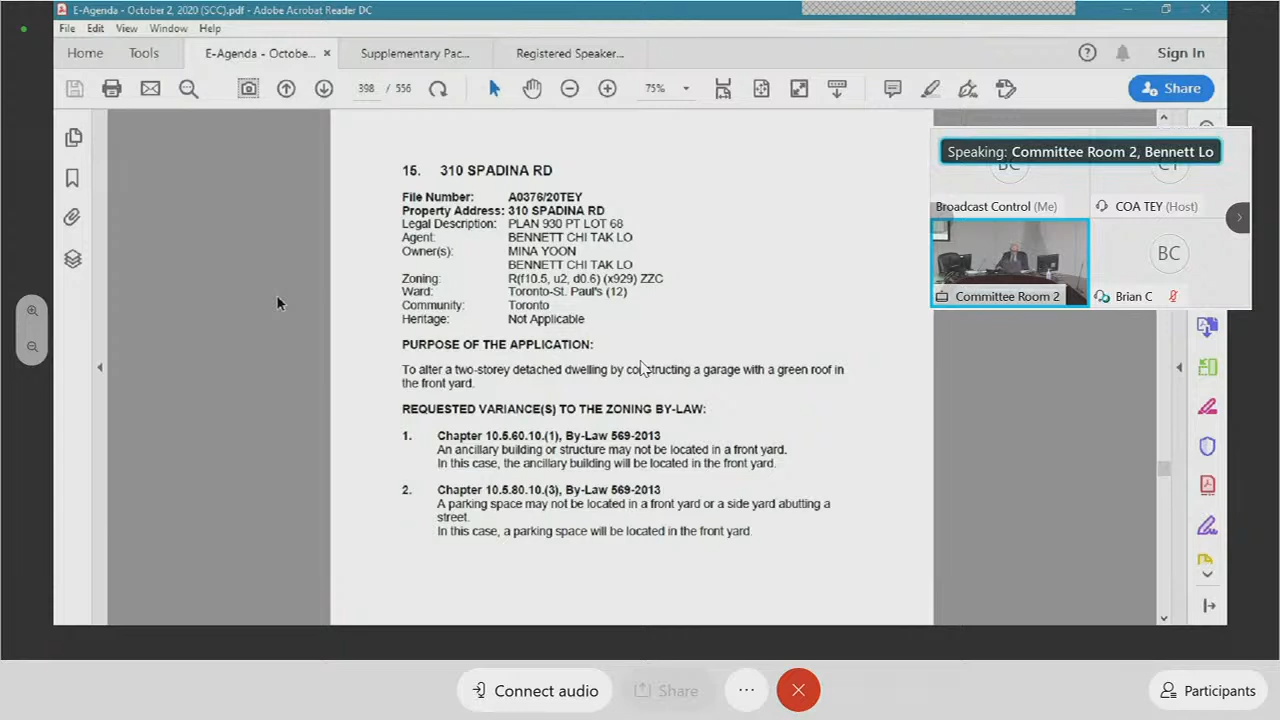 E-Agenda - October 2, 2020 (SCC).pdf - Adobe Acrobat Reader DC
File Edit View Window Help
Home Tools E-Agenda - Octobe... × Supplementary Pac... Registered Speaker... Sign In
398 / 556 75% Share
15. 310 SPADINA RD
File Number: A0376/20TEY
Property Address: 310 SPADINA RD
Legal Description: PLAN 930 PT LOT 68
Agent: BENNETT CHI TAK LO
Owner(s): MINA YOON
BENNETT CHI TAK LO
Zoning: R(f10.5, u2, d0.6) (x929) ZZC
Ward: Toronto-St. Paul's (12)
Community: Toronto
Heritage: Not Applicable
PURPOSE OF THE APPLICATION:
To alter a two-storey detached dwelling by constructing a garage with a green roof in
the front yard.
REQUESTED VARIANCE(S) TO THE ZONING BY-LAW:
1. Chapter 10.5.60.10.(1), By-Law 569-2013
An ancillary building or structure may not be located in a front yard.
In this case, the ancillary building will be located in the front yard.
2. Chapter 10.5.80.10.(3), By-Law 569-2013
A parking space may not be located in a front yard or a side yard abutting a
street.
In this case, a parking space will be located in the front yard.
Speaking: Committee Room 2, Bennett Lo
Broadcast Control (Me) COA TEY (Host)
BC
Committee Room 2 Brian C
Connect audio Share ... Participants